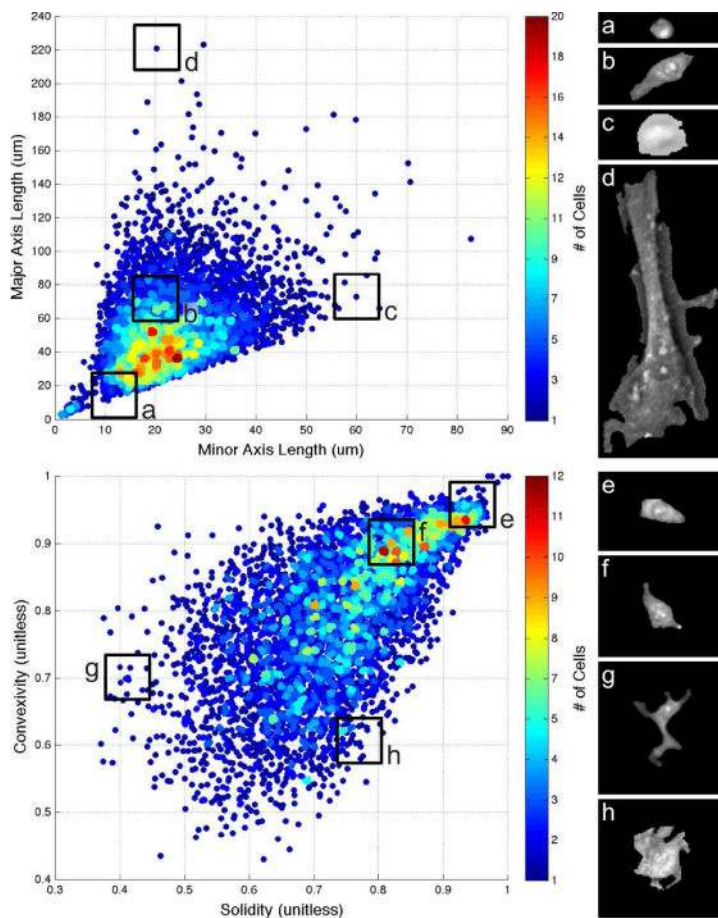 240
220
200
180
160
140
120
100
80
60
40
20
0
Major Axis Length (um)
0 10 20 30 40 50 60 70 80 90
Minor Axis Length (um)
d
b
c
a
20
18
16
14
12
11
9
7
5
3
1
# of Cells
a
b
c
d
1
0.9
0.8
0.7
0.6
0.5
0.4
Convexivity (unitless)
0.3 0.4 0.5 0.6 0.7 0.8 0.9 1
Solidity (unitless)
e
f
g
h
12
11
10
9
8
7
5
4
3
2
1
# of Cells
e
f
g
h